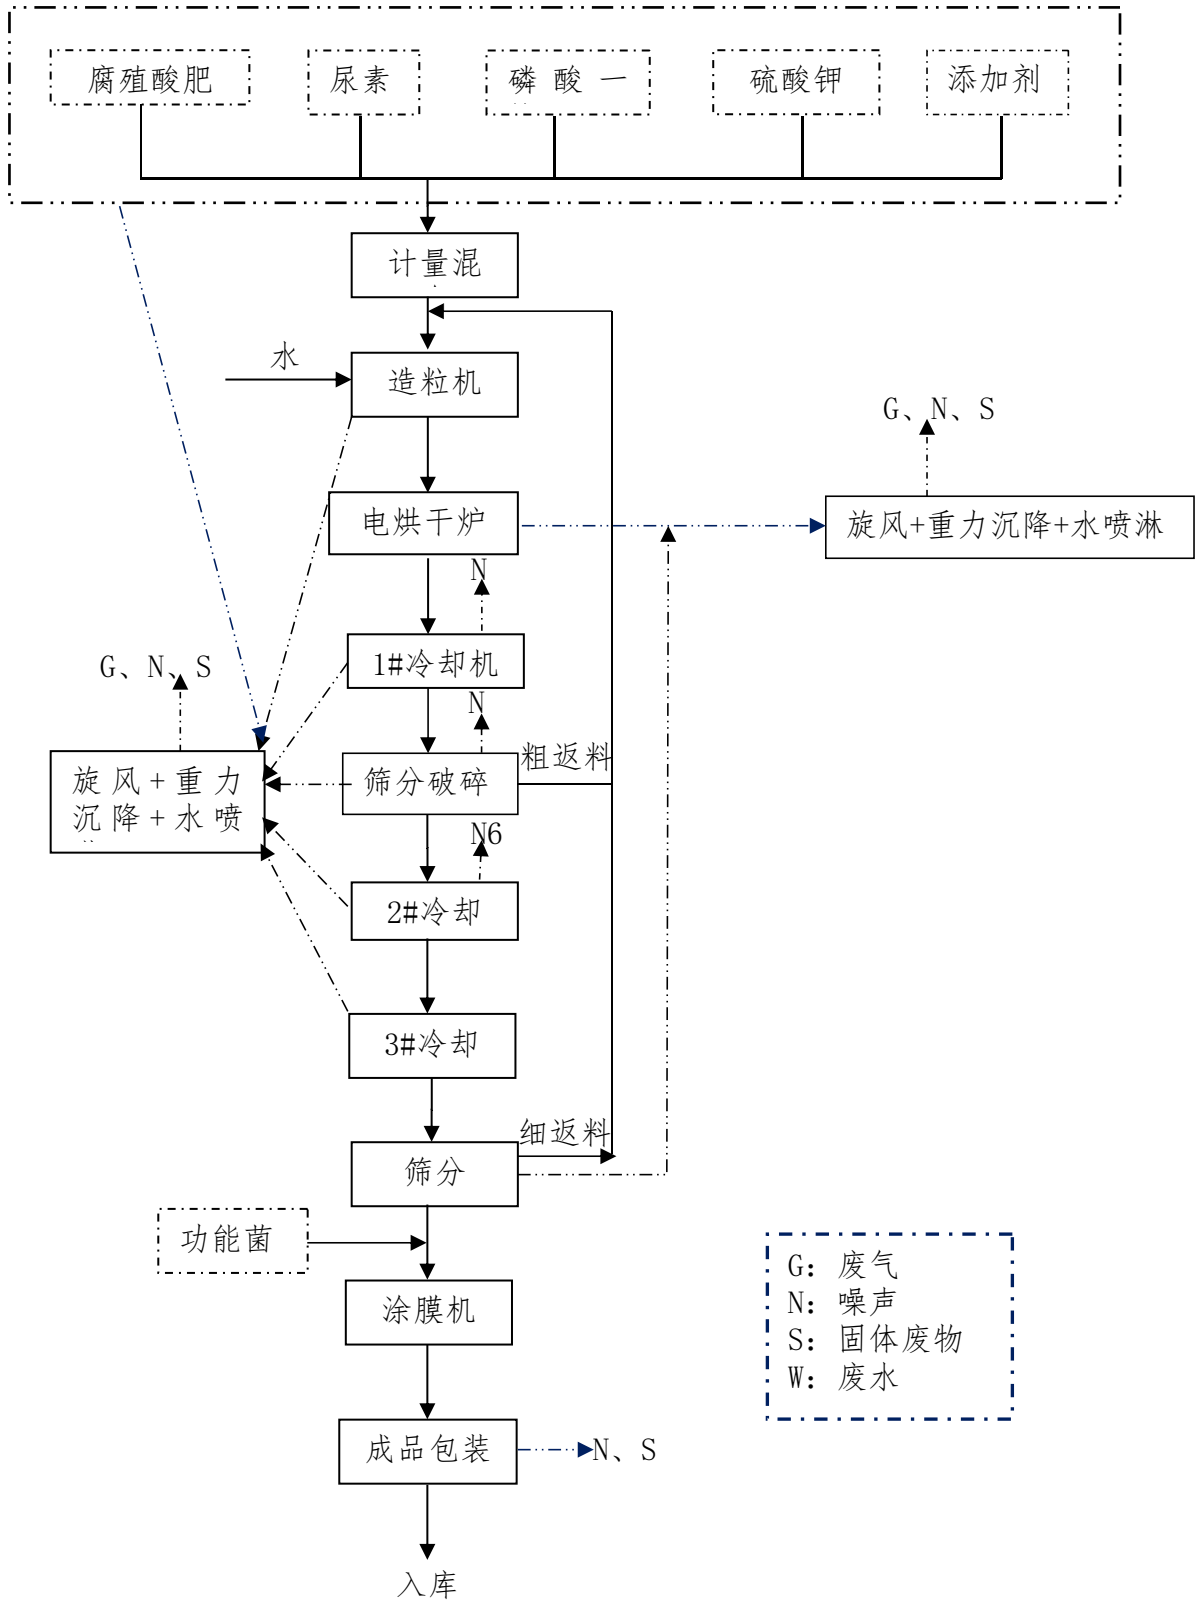 腐殖酸肥
尿素
磷酸一
硫酸钾
添加剂
计量混
水
造粒机
G、N、S
电烘干炉
旋风+重力沉降+水喷淋
N
1#冷却机
G、N、S
N
粗返料
筛分破碎
旋风+重力
沉降+水喷
N6
2#冷却
3#冷却
细返料
筛分
功能菌
G：废气
N：噪声
S：固体废物
W：废水
涂膜机
成品包装
N、S
入库